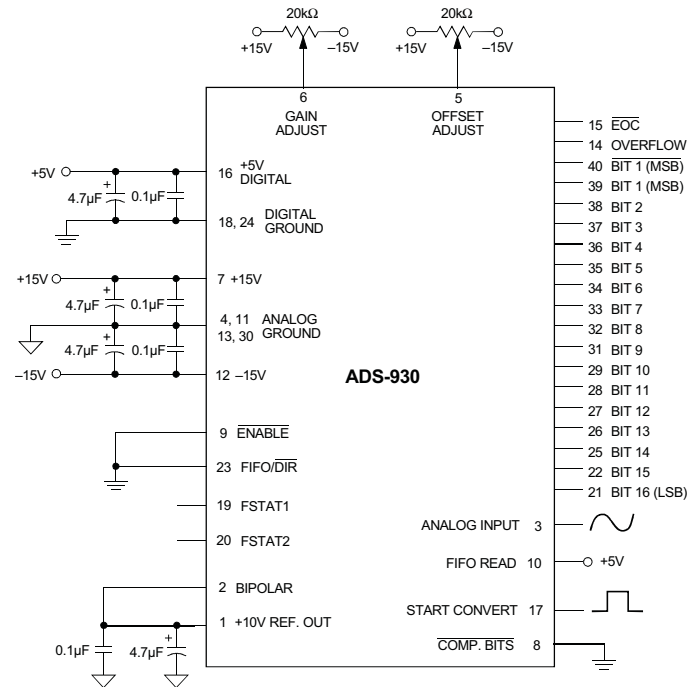 20kΩ 20kΩ
+15V –15V +15V –15V
6 5
GAIN ADJUST OFFSET ADJUST
+5V
4.7µF + 0.1µF
16 +5V DIGITAL
18, 24 DIGITAL GROUND
+15V
4.7µF + 0.1µF
7 +15V
4, 11 ANALOG
13, 30 GROUND
4.7µF + 0.1µF
–15V
12 –15V
ADS-930
9 ENABLE
23 FIFO/DIR
19 FSTAT1
20 FSTAT2
2 BIPOLAR
1 +10V REF. OUT
0.1µF 4.7µF +
15 EOC
14 OVERFLOW
40 BIT 1 (MSB)
39 BIT 1 (MSB)
38 BIT 2
37 BIT 3
36 BIT 4
35 BIT 5
34 BIT 6
33 BIT 7
32 BIT 8
31 BIT 9
29 BIT 10
28 BIT 11
27 BIT 12
26 BIT 13
25 BIT 14
22 BIT 15
21 BIT 16 (LSB)
ANALOG INPUT 3
FIFO READ 10 +5V
START CONVERT 17
COMP. BITS 8